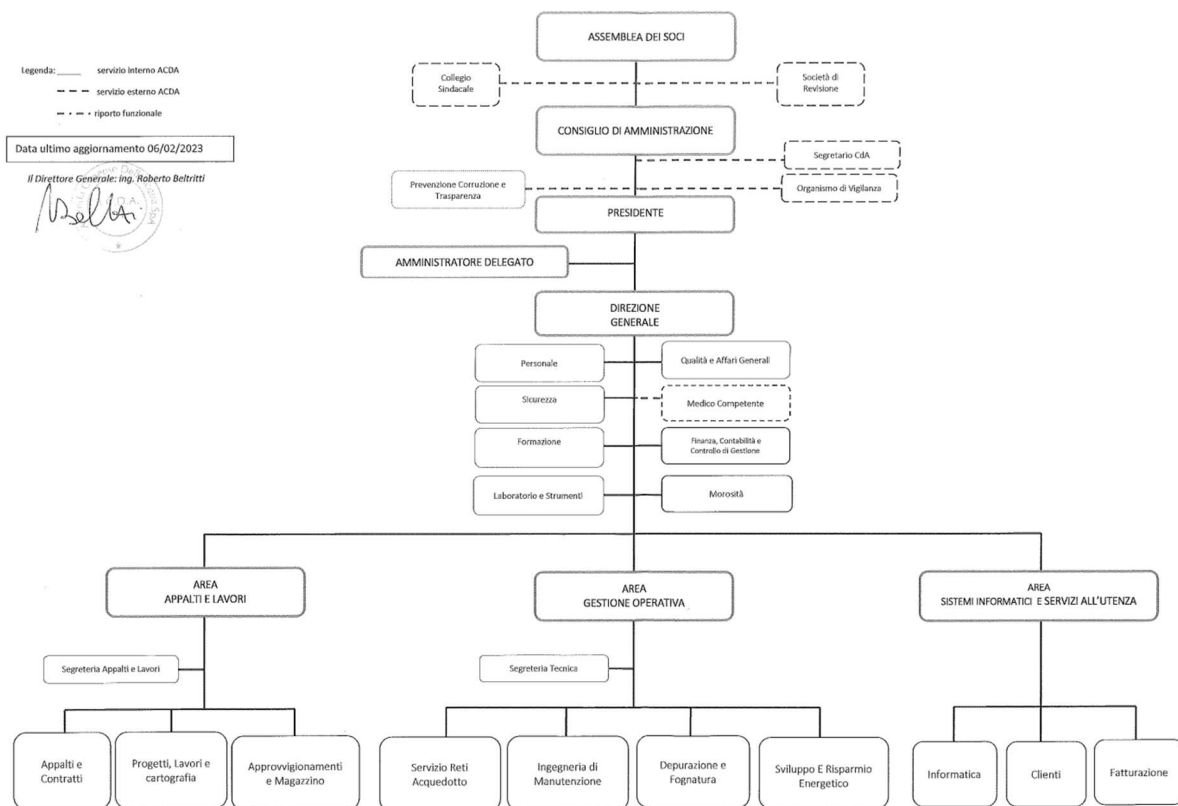 ASSEMBLEA DEI SOCI
Legenda: servizio interno ACDA
servizio esterno ACDA
riporto funzionale
Collegio
Sindacale
Società di
Revisione
CONSIGLIO DI AMMINISTRAZIONE
Data ultimo aggiornamento 06/02/2023
Segretario CdA
Il Direttore Generale: ing. Roberto Beltritti
Prevenzione Corruzione e
Trasparenza
Organismo di Vigilanza
PRESIDENTE
AMMINISTRATORE DELEGATO
DIREZIONE
GENERALE
Personale
Qualità e Affari Generali
Sicurezza
Medico Competente
Formazione
Finanza, Contabilità e
Controllo di Gestione
Laboratorio e Strumenti
Morosità
AREA
APPALTI E LAVORI
AREA
GESTIONE OPERATIVA
AREA
SISTEMI INFORMATICI E SERVIZI ALL'UTENZA
Segreteria Appalti e Lavori
Segreteria Tecnica
Appalti e
Contratti
Progetti, Lavori e
cartografia
Approvvigionamenti
e Magazzino
Servizio Reti
Acquedotto
Ingegneria di
Manutenzione
Depurazione e
Fognatura
Sviluppo E Risparmio
Energetico
Informatica
Clienti
Fatturazione